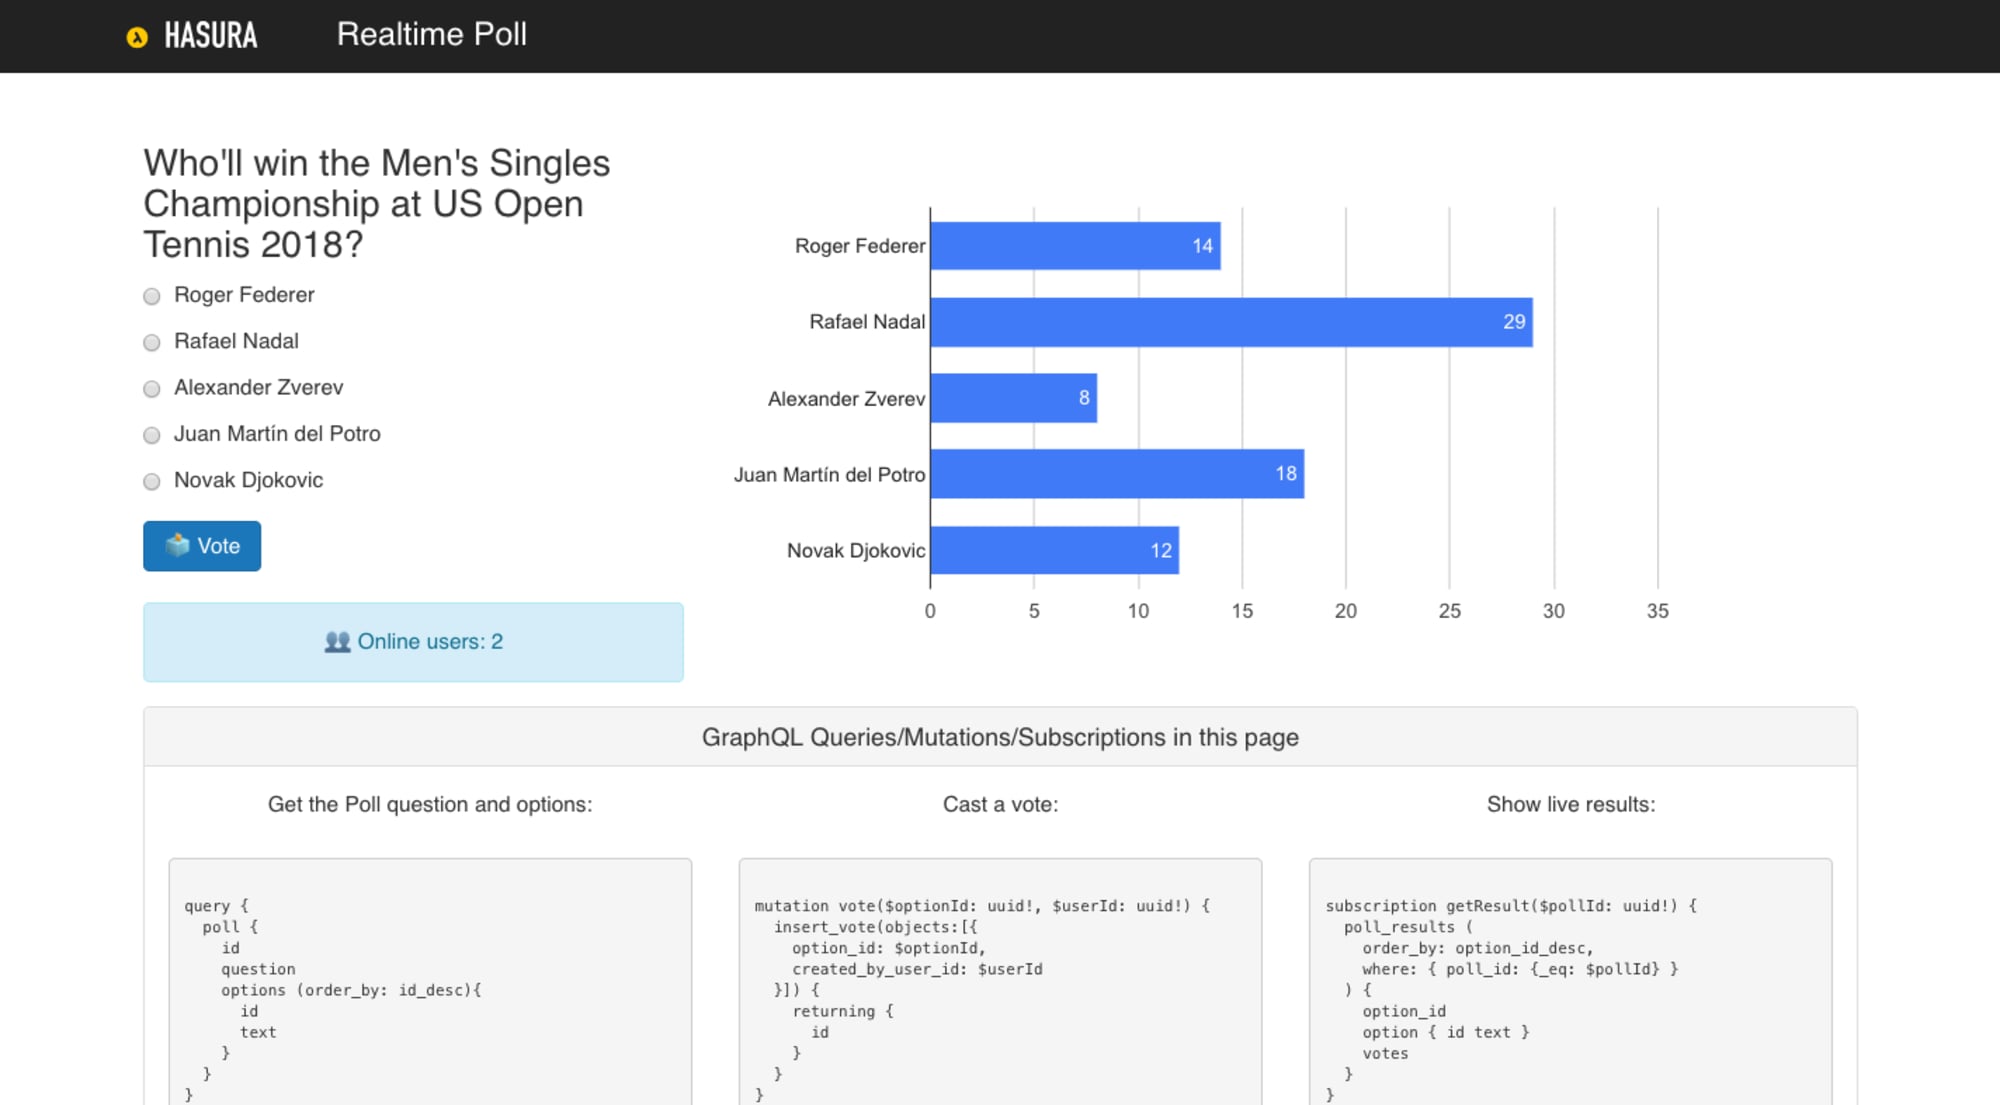 HASURA Realtime Poll
Who'll win the Men's Singles
Championship at US Open
Tennis 2018?
Roger Federer
Rafael Nadal
Alexander Zverev
Juan Martín del Potro
Novak Djokovic
Vote
Online users: 2
Roger Federer 14
Rafael Nadal 29
Alexander Zverev 8
Juan Martín del Potro 18
Novak Djokovic 12
0 5 10 15 20 25 30 35
GraphQL Queries/Mutations/Subscriptions in this page
Get the Poll question and options:
query {
  poll {
    id
    question
    options (order_by: id_desc){
      id
      text
    }
  }
}
Cast a vote:
mutation vote($optionId: uuid!, $userId: uuid!) {
  insert_vote(objects:[{
    option_id: $optionId,
    created_by_user_id: $userId
  }]) {
    returning {
      id
    }
  }
}
Show live results:
subscription getResult($pollId: uuid!) {
  poll_results (
    order_by: option_id_desc,
    where: { poll_id: {_eq: $pollId} }
  ) {
    option_id
    option { id text }
    votes
  }
}